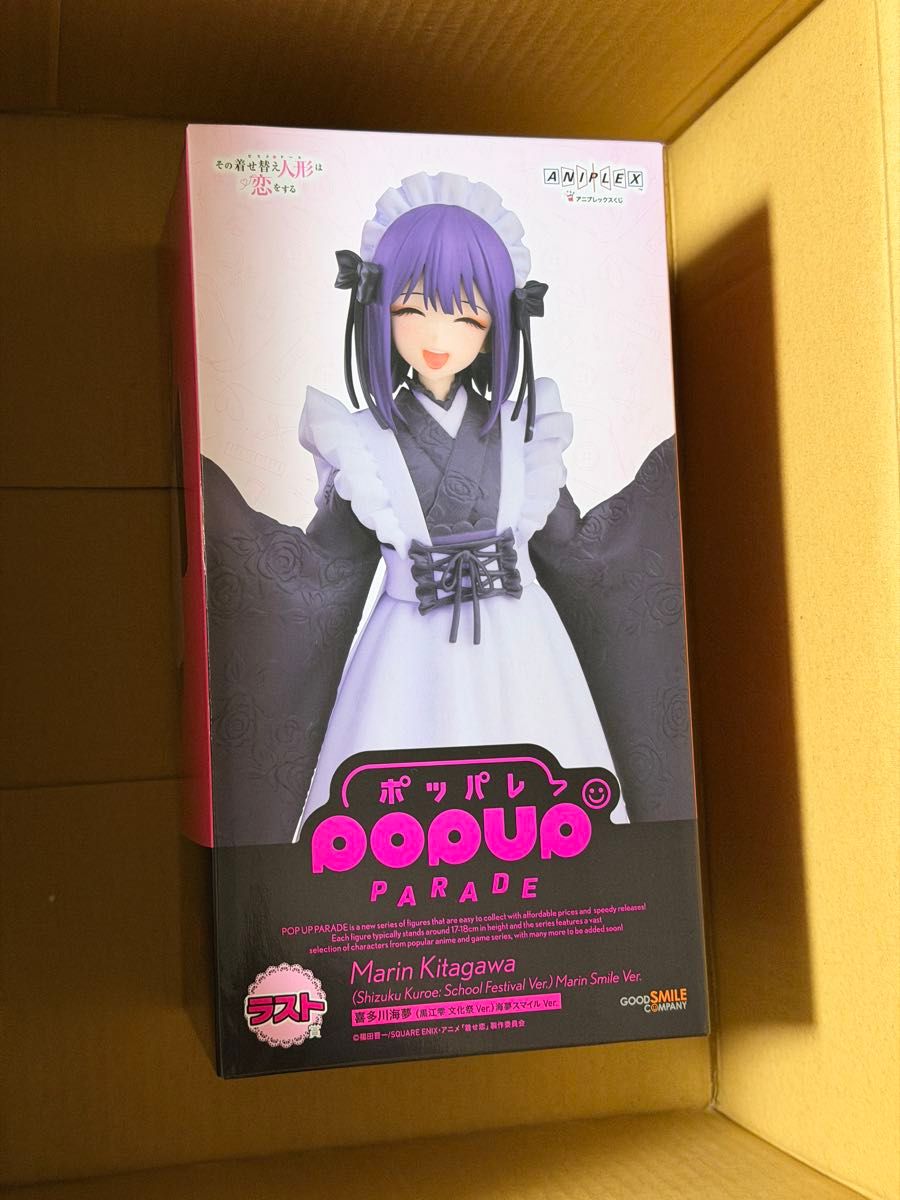 その着せ替え人形は
ビスクドール
恋をする
ANIPLEX
アニプレックスくじ
ポッパレ
POPUP
PARADE
POP UP PARADE is a new series of figures that are easy to collect with affordable prices and speedy releases!
Each figure typically stands around 17-18cm in height and the series features a vast
selection of characters from popular anime and game series, with many more to be added soon!
Marin Kitagawa
(Shizuku Kuroe: School Festival Ver.) Marin Smile Ver.
喜多川海夢 (黒江雫 文化祭 Ver.) 海夢スマイル Ver.
©福田晋一/SQUARE ENIX・アニメ「着せ恋」製作委員会
ラスト賞
GOOD SMILE
COMPANY